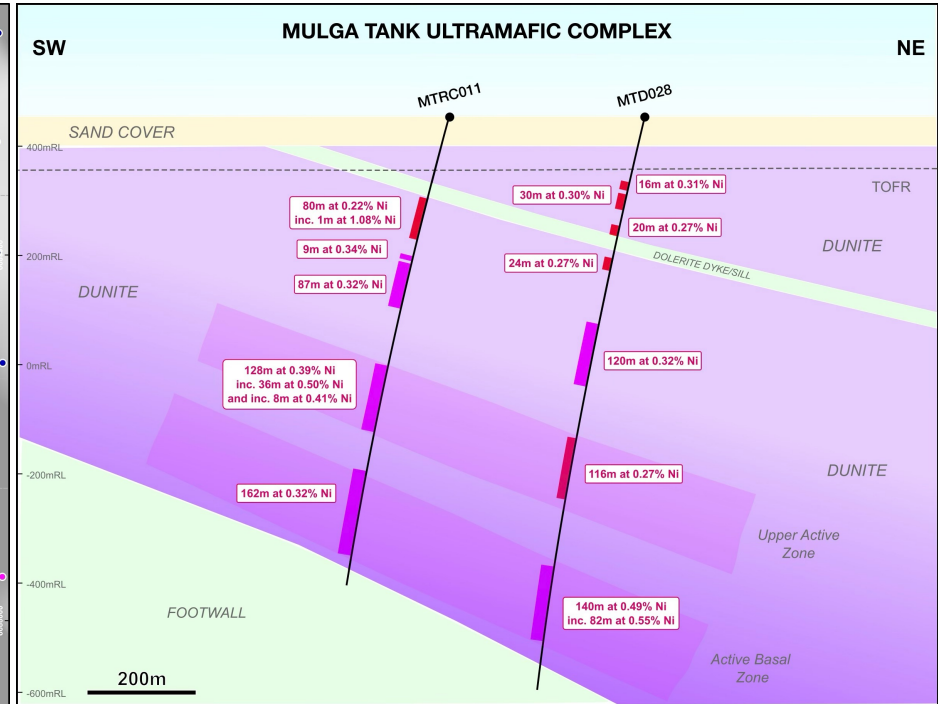 MULGA TANK ULTRAMAFIC COMPLEX
SW
NE
MTRC011
MTD028
SAND COVER
400mRL
TOFR
16m at 0.31% Ni
30m at 0.30% Ni
80m at 0.22% Ni
inc. 1m at 1.08% Ni
20m at 0.27% Ni
DUNITE
9m at 0.34% Ni
200mRL
24m at 0.27% Ni
DOLERITE DYKE/SILL
87m at 0.32% Ni
DUNITE
0mRL
120m at 0.32% Ni
128m at 0.39% Ni
inc. 36m at 0.50% Ni
and inc. 8m at 0.41% Ni
-200mRL
116m at 0.27% Ni
DUNITE
162m at 0.32% Ni
Upper Active
Zone
-400mRL
FOOTWALL
140m at 0.49% Ni
inc. 82m at 0.55% Ni
Active Basal
Zone
200m
-600mRL